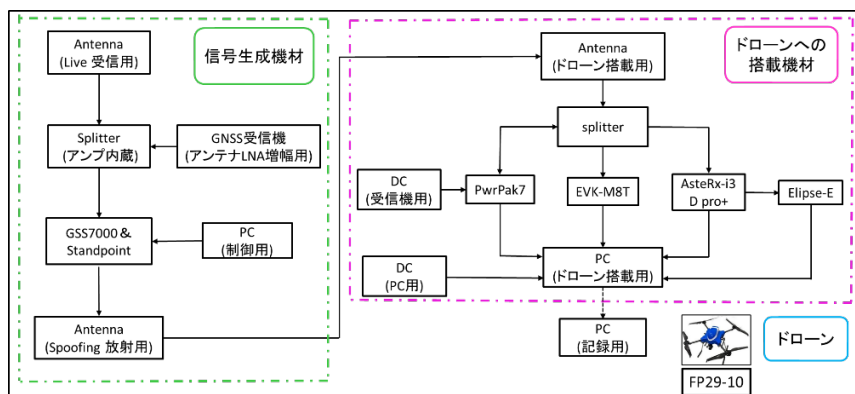 信号生成機材
Antenna
(Live 受信用)
Splitter
(アンプ内蔵)
GNSS受信機
(アンテナLNA増幅用)
GSS7000＆
Standpoint
PC
(制御用)
Antenna
(Spoofing 放射用)
ドローンへの
搭載機材
Antenna
(ドローン搭載用)
splitter
DC
(受信機用)
PwrPak7
EVK-M8T
AsteRx-i3
D pro+
Elipse-E
DC
(PC用)
PC
(ドローン搭載用)
PC
(記録用)
ドローン
FP29-10